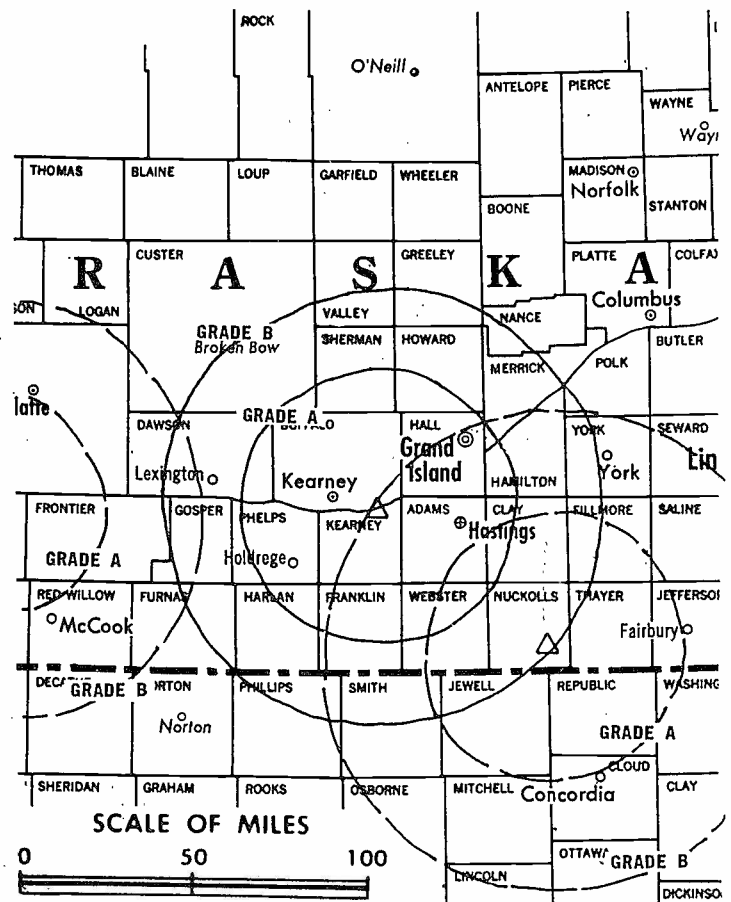 ROCK
O'Neill
ANTELOPE PIERCE
WAYNE
THOMAS BLAINE LOUP GARFIELD WHEELER
MADISON
Norfolk
BOONE STANTON
CUSTER GREELEY PLATTE
R A S K A
LOGAN VALLEY NANCE Columbus
GRADE B
Broken Bow
SHERMAN HOWARD
MERRICK POLK BUTLER
GRADE A
DAWSON HALL YORK SEWARD
Grand
Island
Lexington Kearney York
HAMILTON
FRONTIER GOSPER PHELPS KEARNEY ADAMS CLAY FILLMORE SALINE
Hastings
GRADE A Holdrege
RED WILLOW FURNAS HARLAN FRANKLIN WEBSTER NUCKOLLS THAYER
McCook Fairbury
GRADE B PHILLIPS SMITH JEWELL REPUBLIC
Norton
GRADE A
CLOUD
SHERIDAN GRAHAM ROOKS OSBORNE MITCHELL Concordia CLAY
SCALE OF MILES
0 50 100
OTTAWA GRADE B
LINCOLN